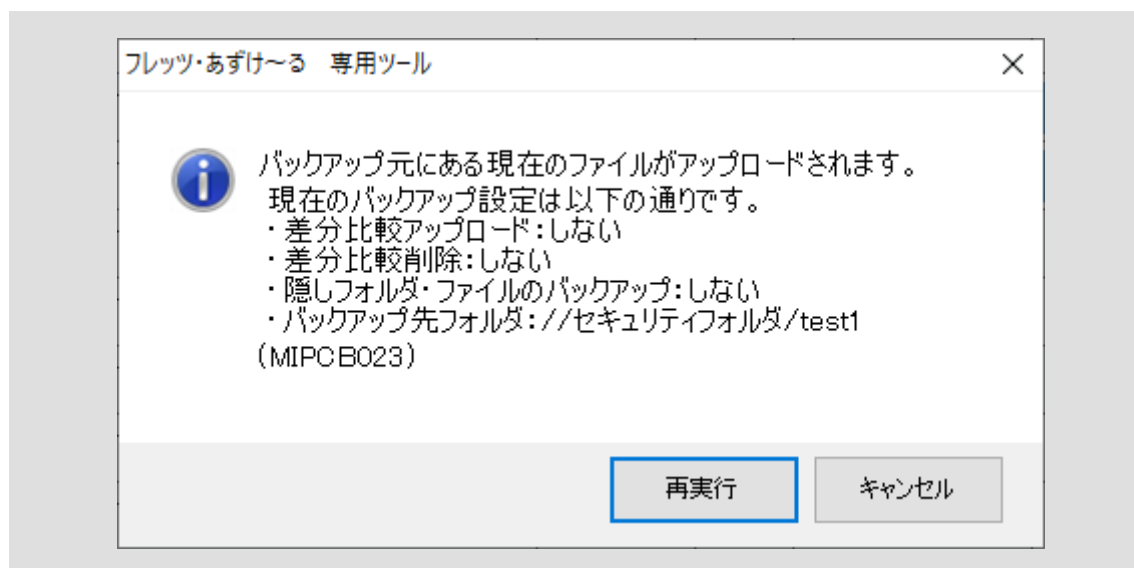 フレッツ・あずけ～る　専用ツール
バックアップ元にある現在のファイルがアップロードされます。
現在のバックアップ設定は以下の通りです。
・差分比較アップロード：しない
・差分比較削除：しない
・隠しフォルダ・ファイルのバックアップ：しない
・バックアップ先フォルダ：//セキュリティフォルダ/test1
（MIPCB023）
再実行
キャンセル